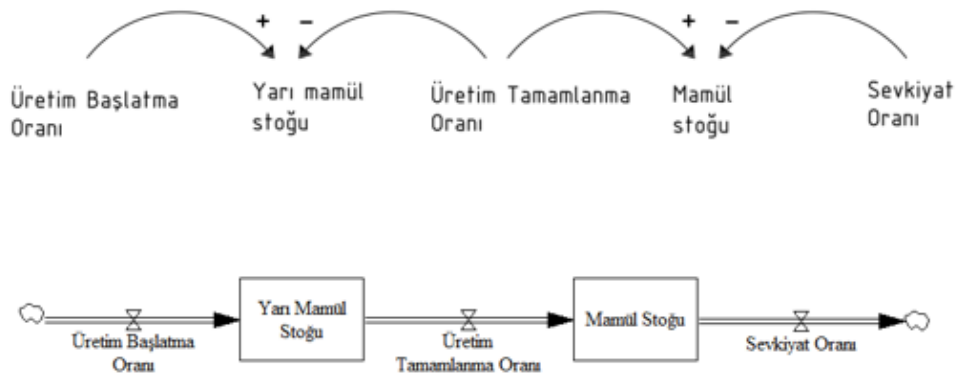 + - + -
Üretim Başlatma
Oranı
Yarı mamül
stoğu
Üretim Tamamlanma
Oranı
Mamül
stoğu
Sevkiyat
Oranı
Üretim Başlatma
Oranı
Yarı Mamül
Stoğu
Üretim
Tamamlanma Oranı
Mamül Stoğu
Sevkiyat Oranı